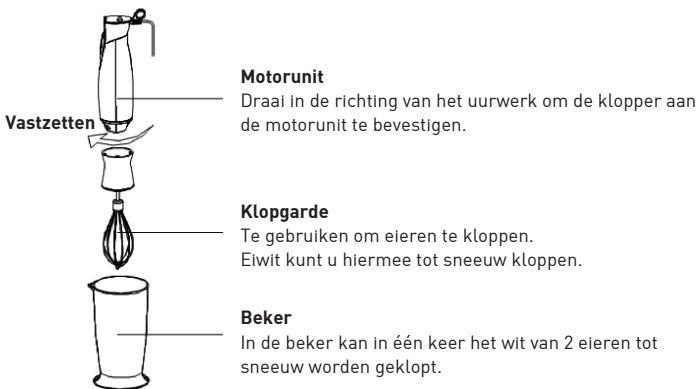 Motorunit
Draai in de richting van het uurwerk om de klopper aan
de motorunit te bevestigen.
Vastzetten
Klopgarde
Te gebruiken om eieren te kloppen.
Eiwit kunt u hiermee tot sneeuw kloppen.
Beker
In de beker kan in één keer het wit van 2 eieren tot
sneeuw worden geklopt.